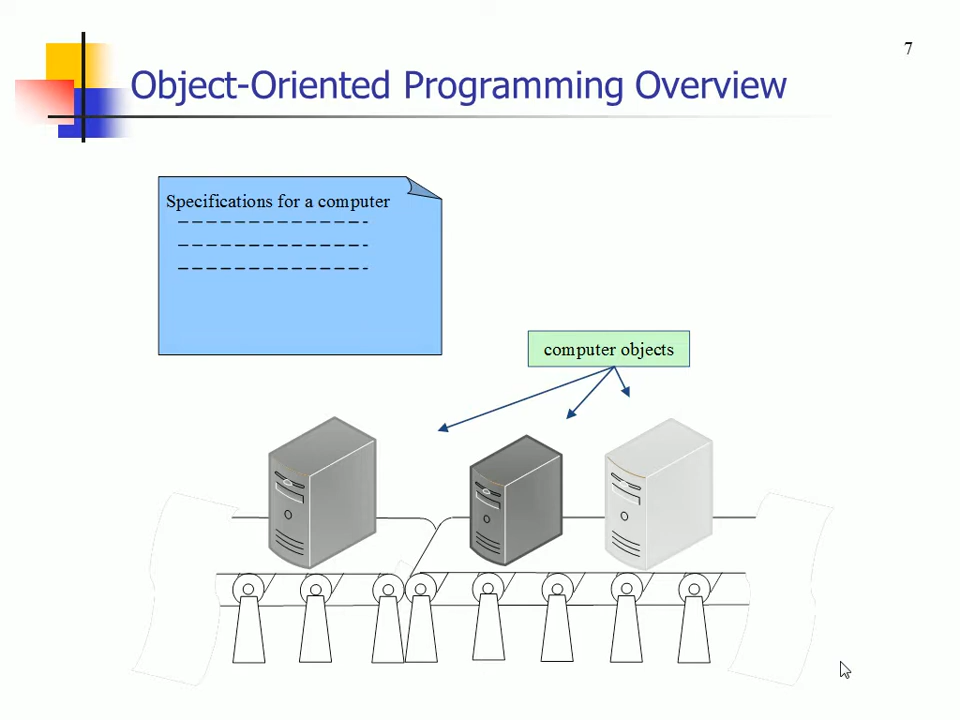 7
Object-Oriented Programming Overview
Specifications for a computer
computer objects